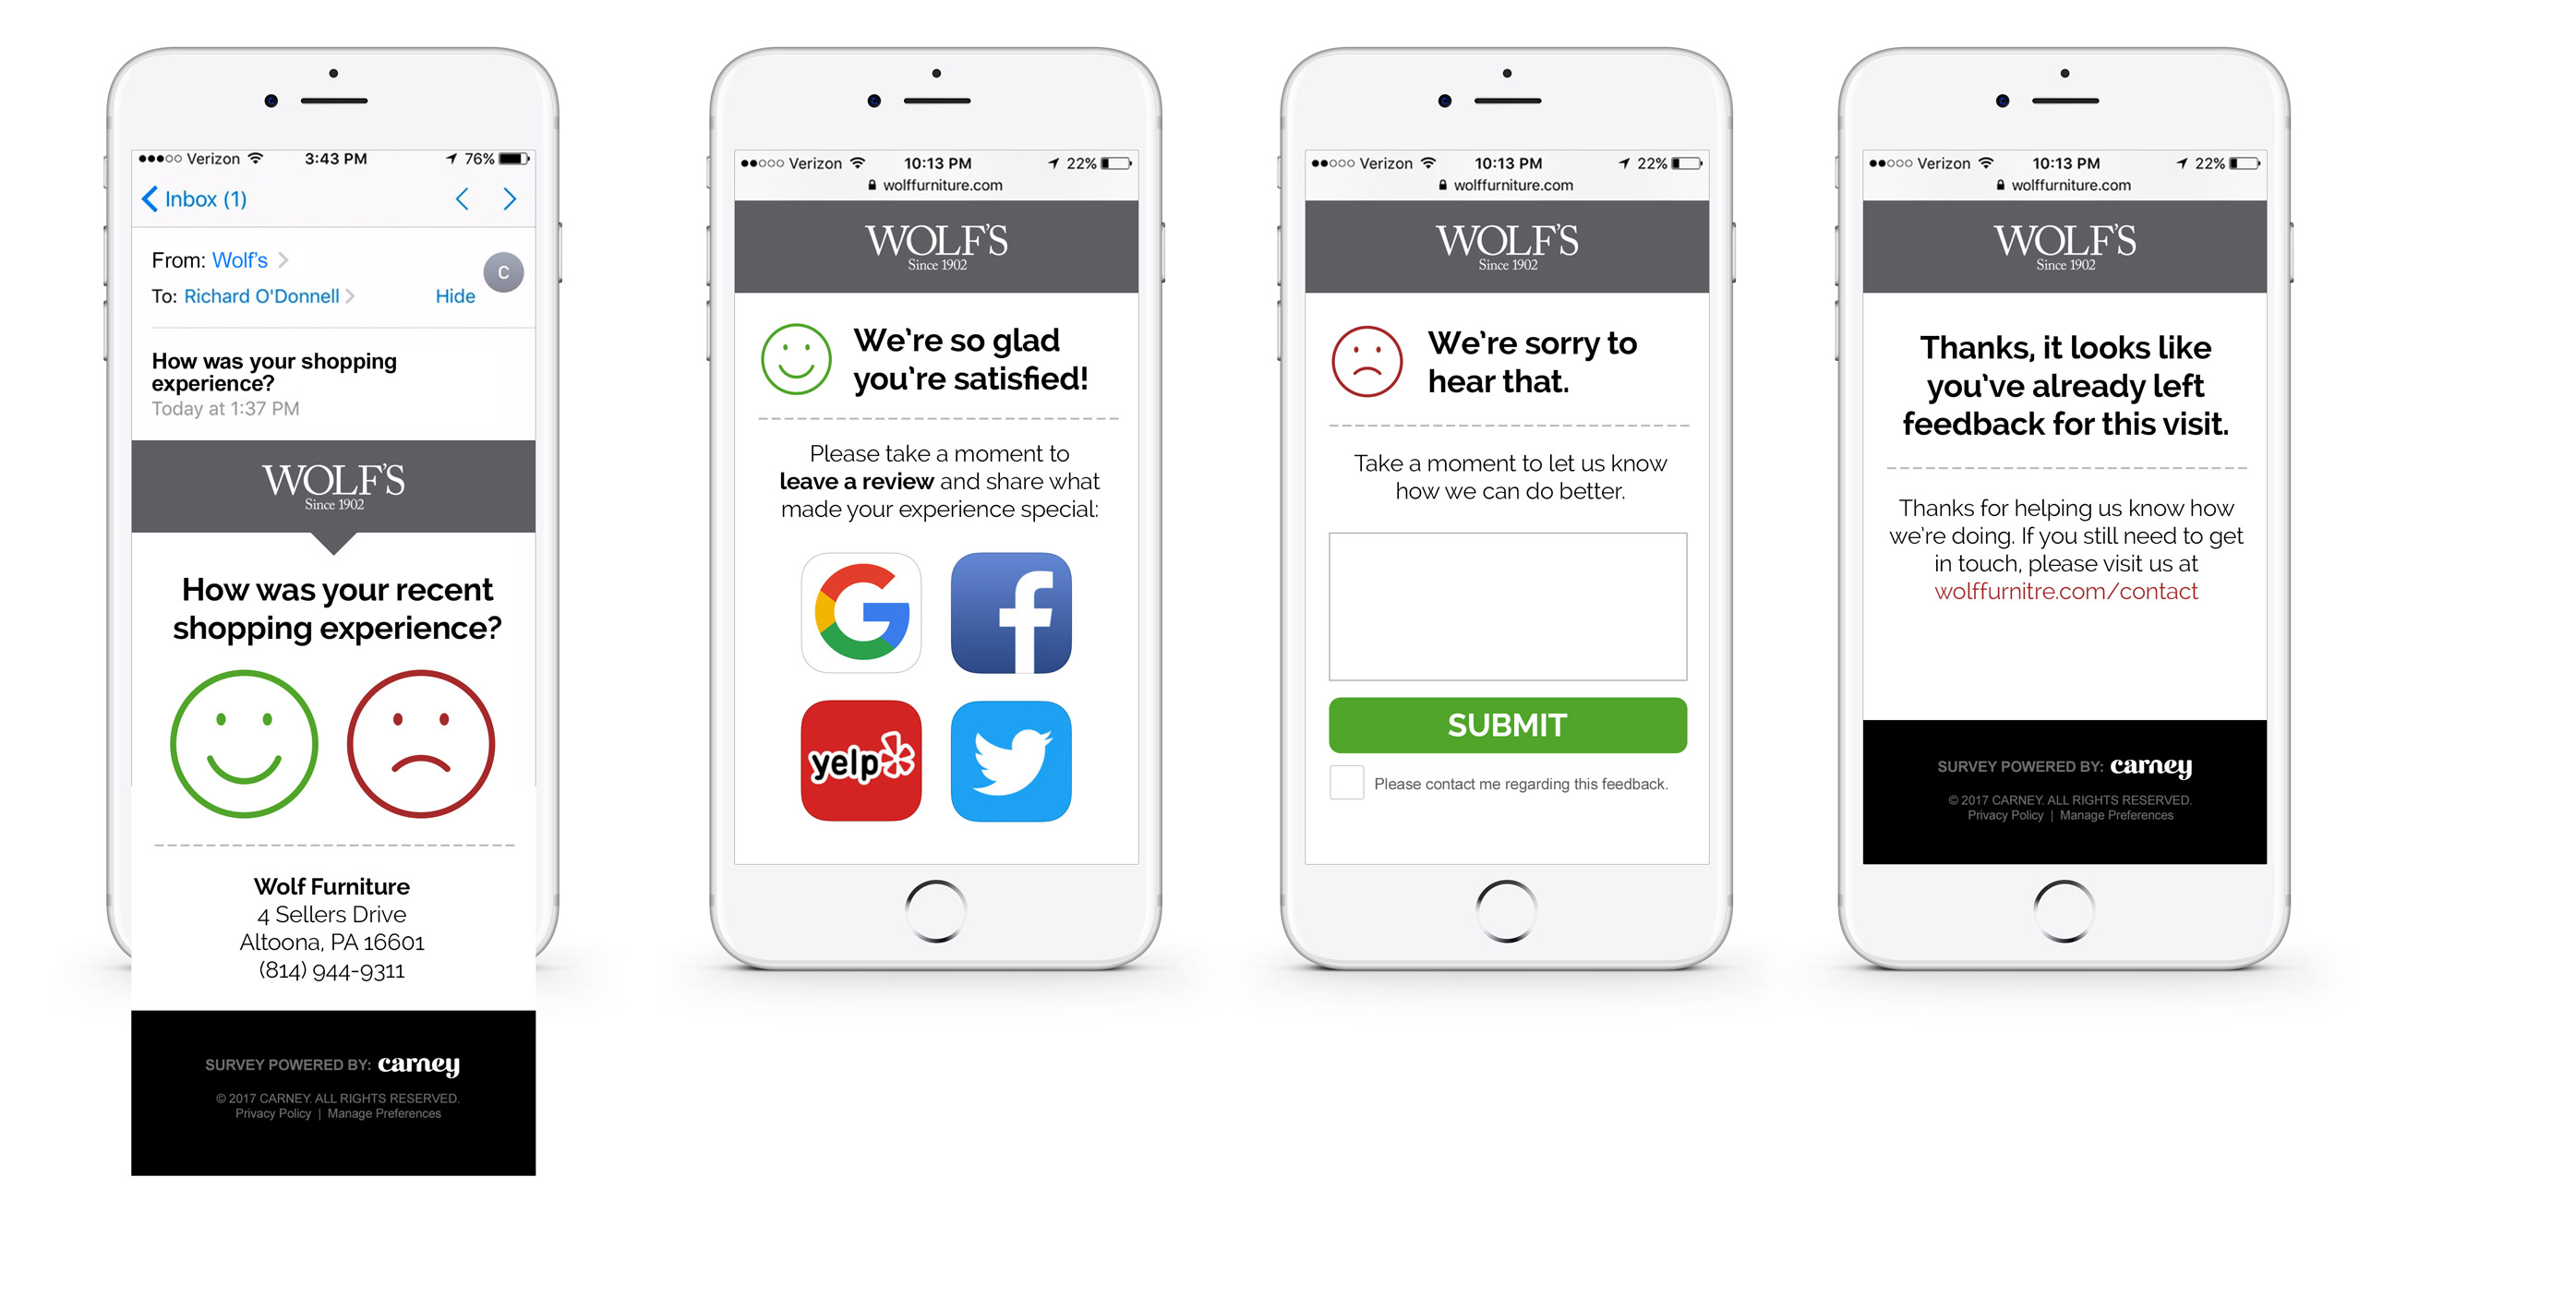 Verizon 3:43 PM 76%
Inbox (1)
From: Wolf's
C
To: Richard O'Donnell Hide
How was your shopping
experience?
Today at 1:37 PM
WOLF'S
Since 1902
How was your recent
shopping experience?
Wolf Furniture
4 Sellers Drive
Altoona, PA 16601
(814) 944-9311
SURVEY POWERED BY: carney
© 2017 CARNEY. ALL RIGHTS RESERVED.
Privacy Policy | Manage Preferences
Verizon 10:13 PM 22%
wolffurniture.com
WOLF'S
Since 1902
We're so glad
you're satisfied!
Please take a moment to
leave a review and share what
made your experience special:
G f
yelp
Verizon 10:13 PM 22%
wolffurniture.com
WOLF'S
Since 1902
We're sorry to
hear that.
Take a moment to let us know
how we can do better.
SUBMIT
Please contact me regarding this feedback.
Verizon 10:13 PM 22%
wolffurniture.com
WOLF'S
Since 1902
Thanks, it looks like
you've already left
feedback for this visit.
Thanks for helping us know how
we're doing. If you still need to get
in touch, please visit us at
wolffurnitre.com/contact
SURVEY POWERED BY: carney
© 2017 CARNEY. ALL RIGHTS RESERVED.
Privacy Policy | Manage Preferences